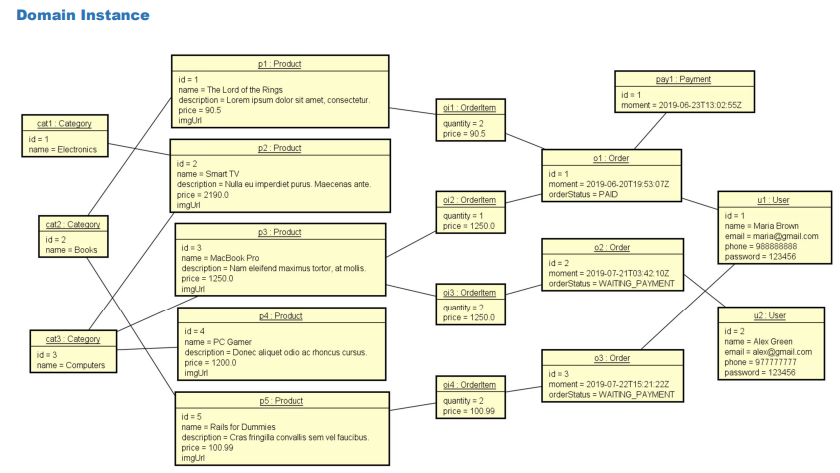 Domain Instance
p1 : Product
id = 1
name = The Lord of the Rings
description = Lorem ipsum dolor sit amet, consectetur.
price = 90.5
imgUrl
pay1 : Payment
id = 1
moment = 2019-06-23T13:02:55Z
cat1 : Category
id = 1
name = Electronics
oi1 : OrderItem
quantity = 2
price = 90.5
p2 : Product
id = 2
name = Smart TV
description = Nulla eu imperdiet purus. Maecenas ante.
price = 2190.0
imgUrl
o1 : Order
id = 1
moment = 2019-06-20T19:53:07Z
orderStatus = PAID
oi2 : OrderItem
quantity = 1
price = 1250.0
u1 : User
id = 1
name = Maria Brown
email = maria@gmail.com
phone = 988888888
password = 123456
cat2 : Category
id = 2
name = Books
p3 : Product
id = 3
name = MacBook Pro
description = Nam eleifend maximus tortor, at mollis.
price = 1250.0
imgUrl
o2 : Order
id = 2
moment = 2019-07-21T03:42:10Z
orderStatus = WAITING_PAYMENT
oi3 : OrderItem
quantity = 2
price = 1250.0
p4 : Product
id = 4
name = PC Gamer
description = Donec aliquet odio ac rhoncus cursus.
price = 1200.0
imgUrl
u2 : User
id = 2
name = Alex Green
email = alex@gmail.com
phone = 977777777
password = 123456
cat3 : Category
id = 3
name = Computers
o3 : Order
id = 3
moment = 2019-07-22T15:21:22Z
orderStatus = WAITING_PAYMENT
oi4 : OrderItem
quantity = 2
price = 100.99
p5 : Product
id = 5
name = Rails for Dummies
description = Cras fringilla convallis sem vel faucibus.
price = 100.99
imgUrl